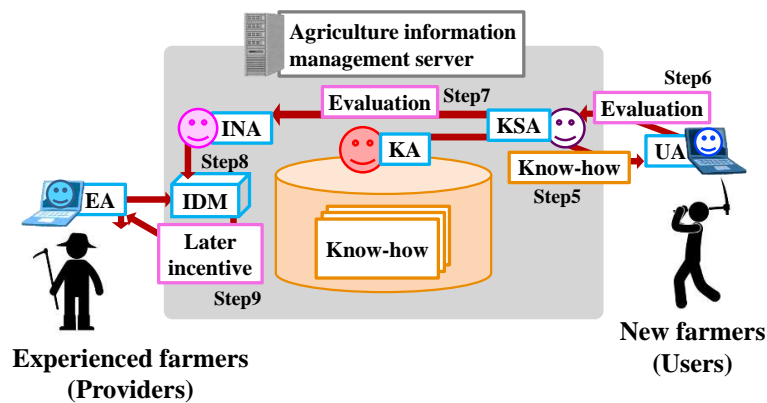 Agriculture information
management server
Step6
Evaluation
Step7
Evaluation
INA
KSA
KA
UA
Know-how
Step5
Step8
EA
IDM
Later
incentive
Step9
Know-how
New farmers
(Users)
Experienced farmers
(Providers)